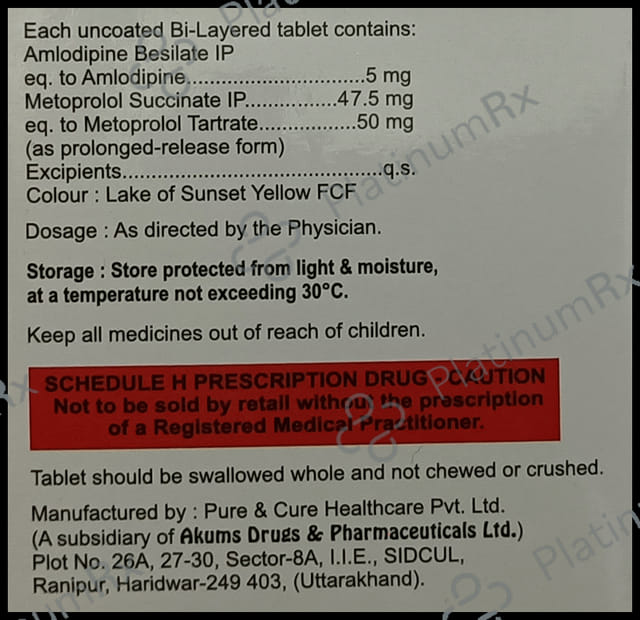 Each uncoated Bi-Layered tablet contains:
Amlodipine Besilate IP
eq. to Amlodipine................................5 mg
Metoprolol Succinate IP................47.5 mg
eq. to Metoprolol Tartrate.................50 mg
(as prolonged-release form)
Excipients.............................................q.s.
Colour : Lake of Sunset Yellow FCF
Dosage : As directed by the Physician.
Storage : Store protected from light & moisture,
at a temperature not exceeding 30°C.
Keep all medicines out of reach of children.
SCHEDULE H PRESCRIPTION DRUG - CAUTION
Not to be sold by retail without the prescription
of a Registered Medical Practitioner.
Tablet should be swallowed whole and not chewed or crushed.
Manufactured by : Pure & Cure Healthcare Pvt. Ltd.
(A subsidiary of Akums Drugs & Pharmaceuticals Ltd.)
Plot No. 26A, 27-30, Sector-8A, I.I.E., SIDCUL,
Ranipur, Haridwar-249 403, (Uttarakhand).
PlatinumRx
PlatinumRx